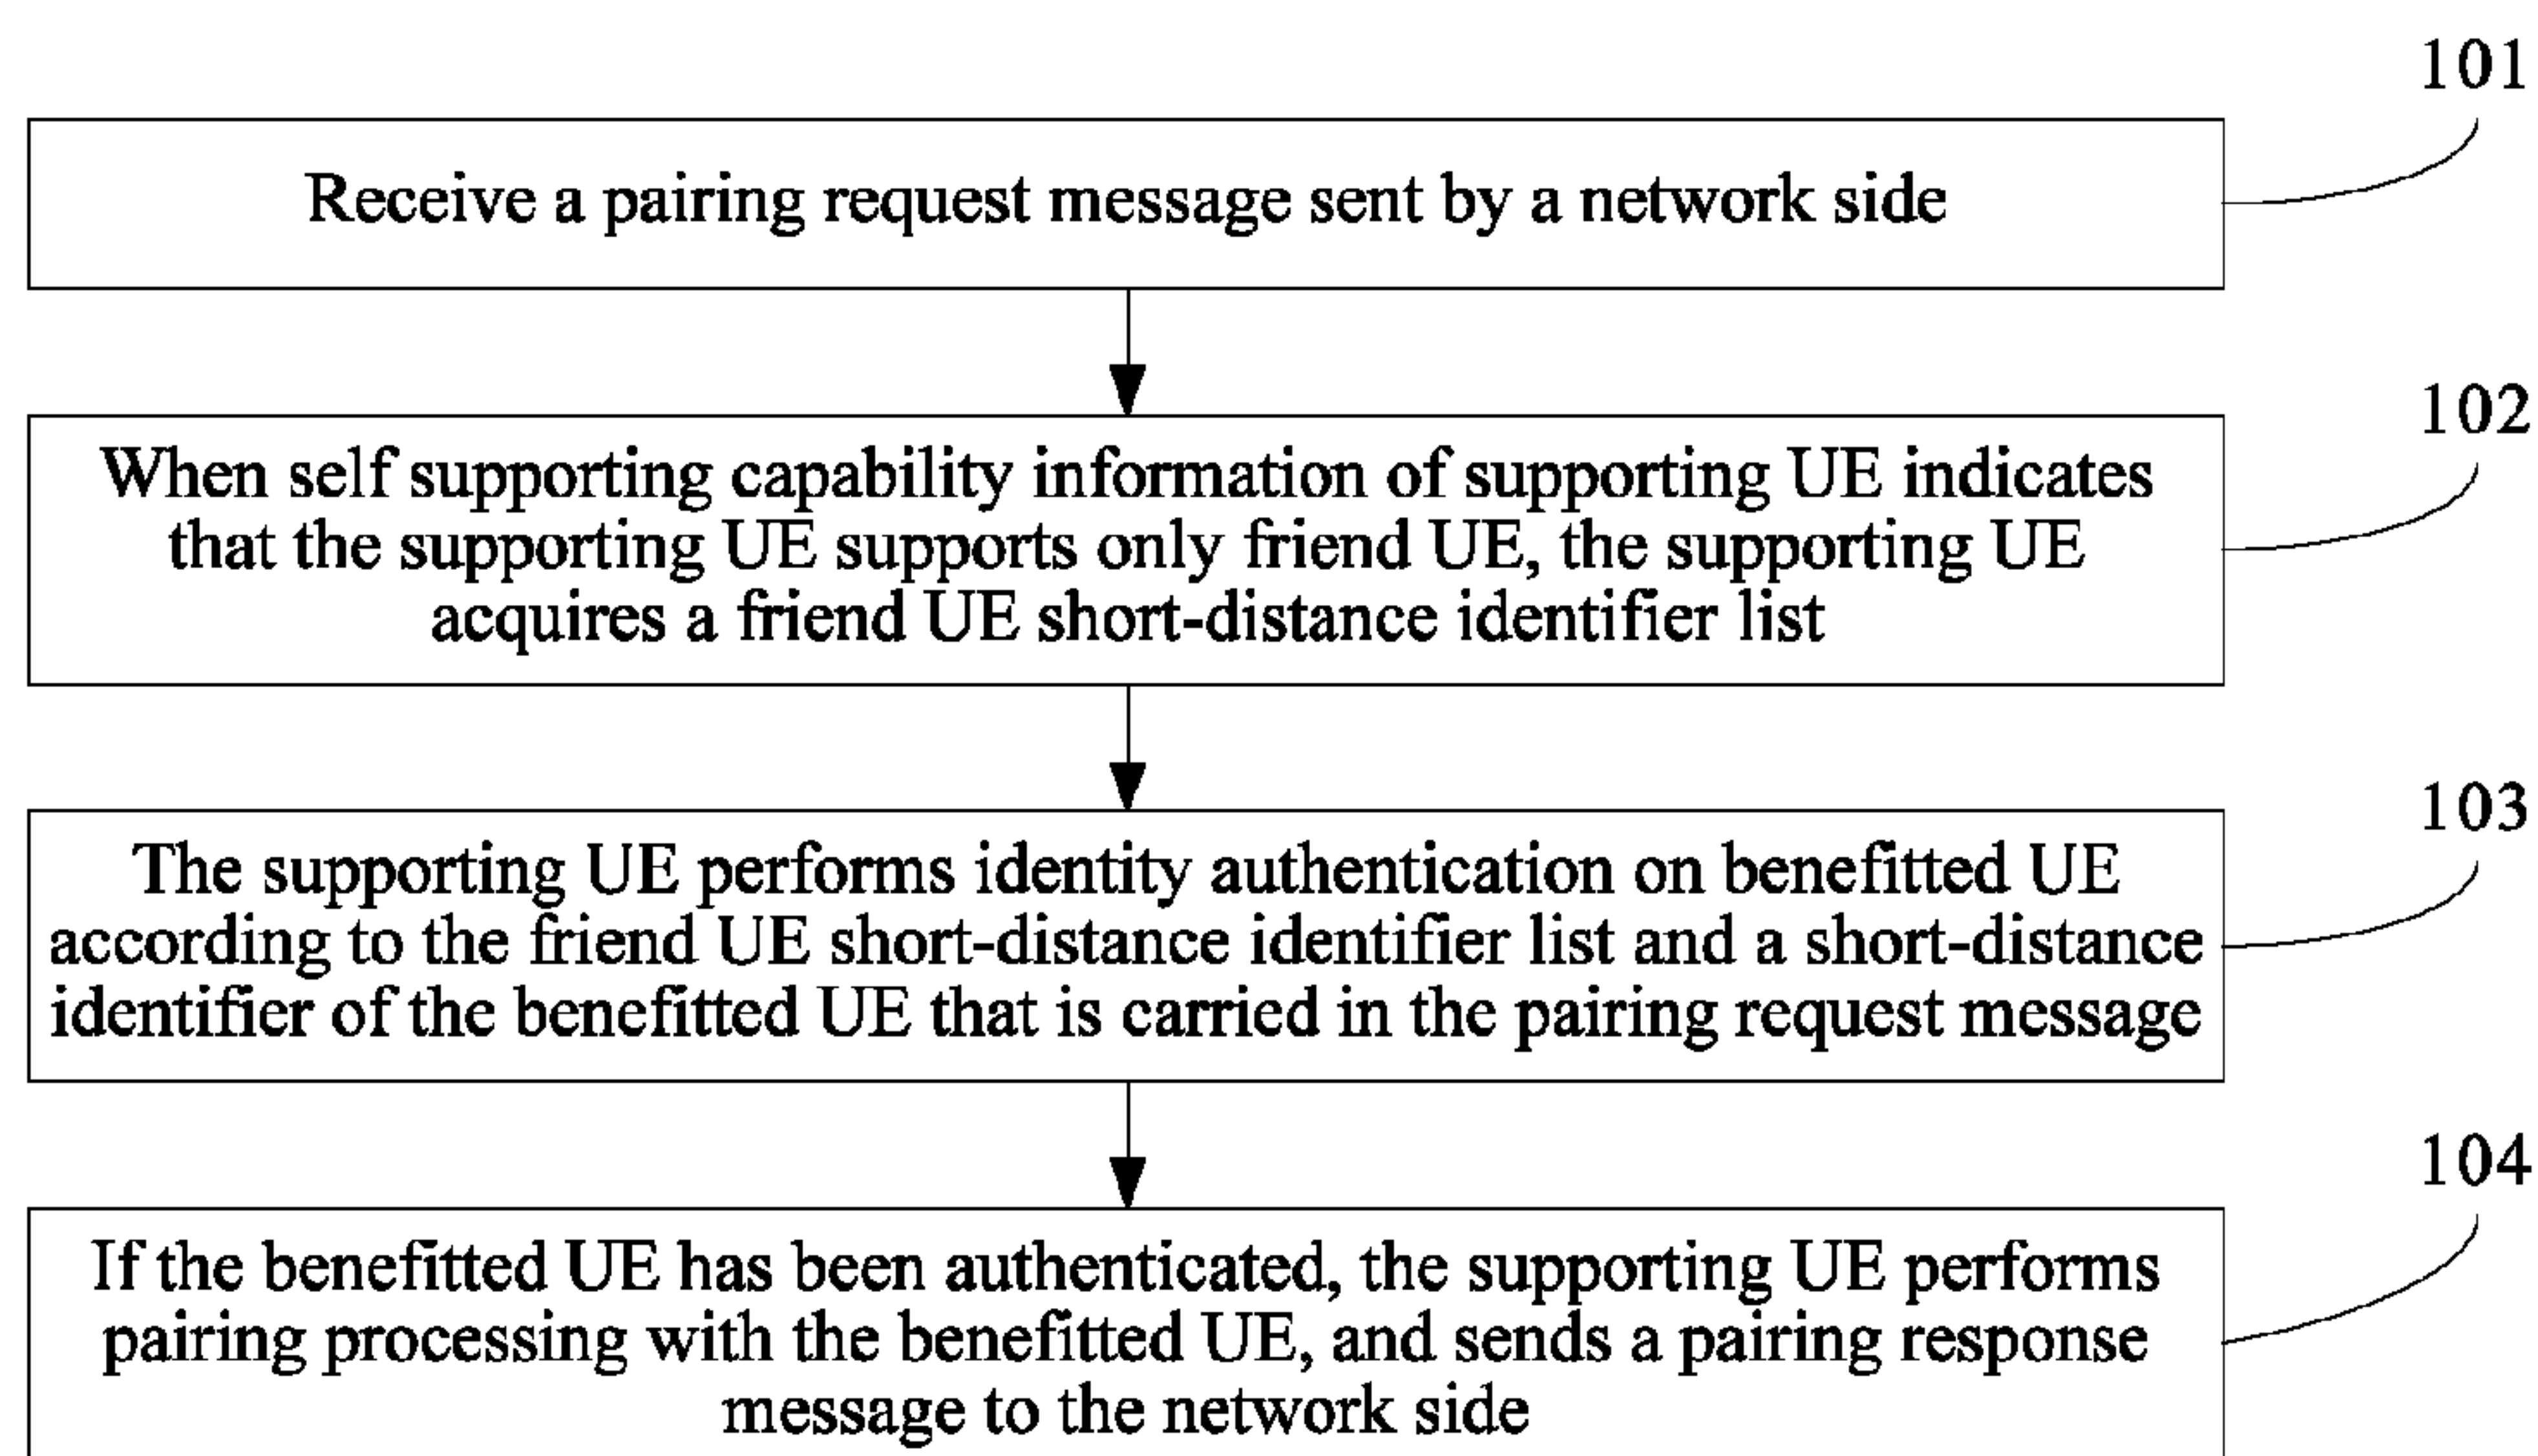 101
Receive a pairing request message sent by a network side
102
When self supporting capability information of supporting UE indicates
that the supporting UE supports only friend UE, the supporting UE
acquires a friend UE short-distance identifier list
103
The supporting UE performs identity authentication on benefitted UE
according to the friend UE short-distance identifier list and a short-distance
identifier of the benefitted UE that is carried in the pairing request message
104
If the benefitted UE has been authenticated, the supporting UE performs
pairing processing with the benefitted UE, and sends a pairing response
message to the network side